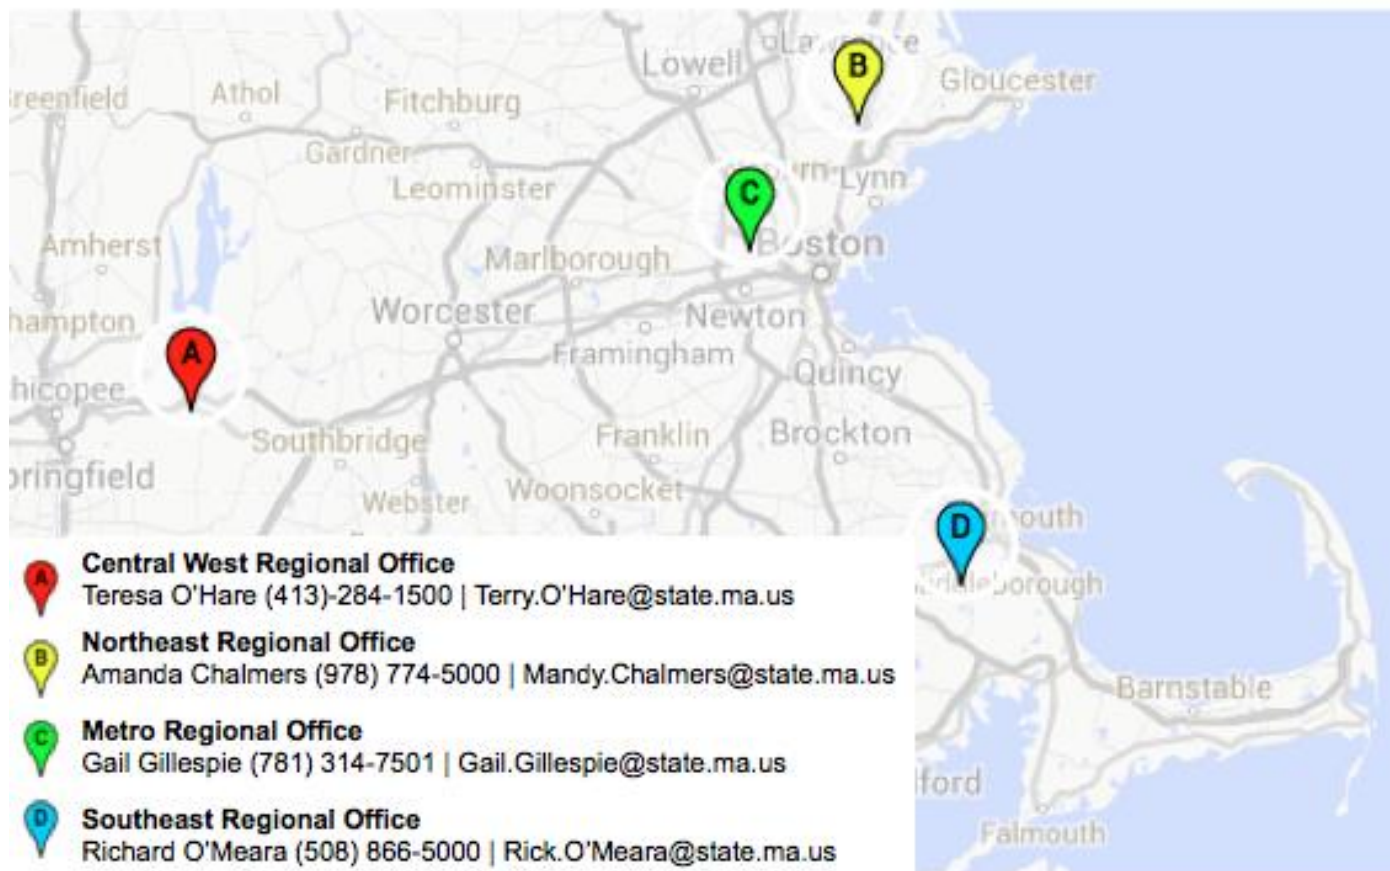 Lowell
B
Gloucester
Athol
Fitchburg
Gardner
Leominster
C
Lynn
Amherst
Boston
Marlborough
Worcester
Newton
A
Framingham
Quincy
Southbridge
Franklin
Brockton
Webster
Woonsocket
D
Barnstable
Falmouth
A
Central West Regional Office
Teresa O'Hare (413)-284-1500 | Terry.O'Hare@state.ma.us
B
Northeast Regional Office
Amanda Chalmers (978) 774-5000 | Mandy.Chalmers@state.ma.us
C
Metro Regional Office
Gail Gillespie (781) 314-7501 | Gail.Gillespie@state.ma.us
D
Southeast Regional Office
Richard O'Meara (508) 866-5000 | Rick.O'Meara@state.ma.us